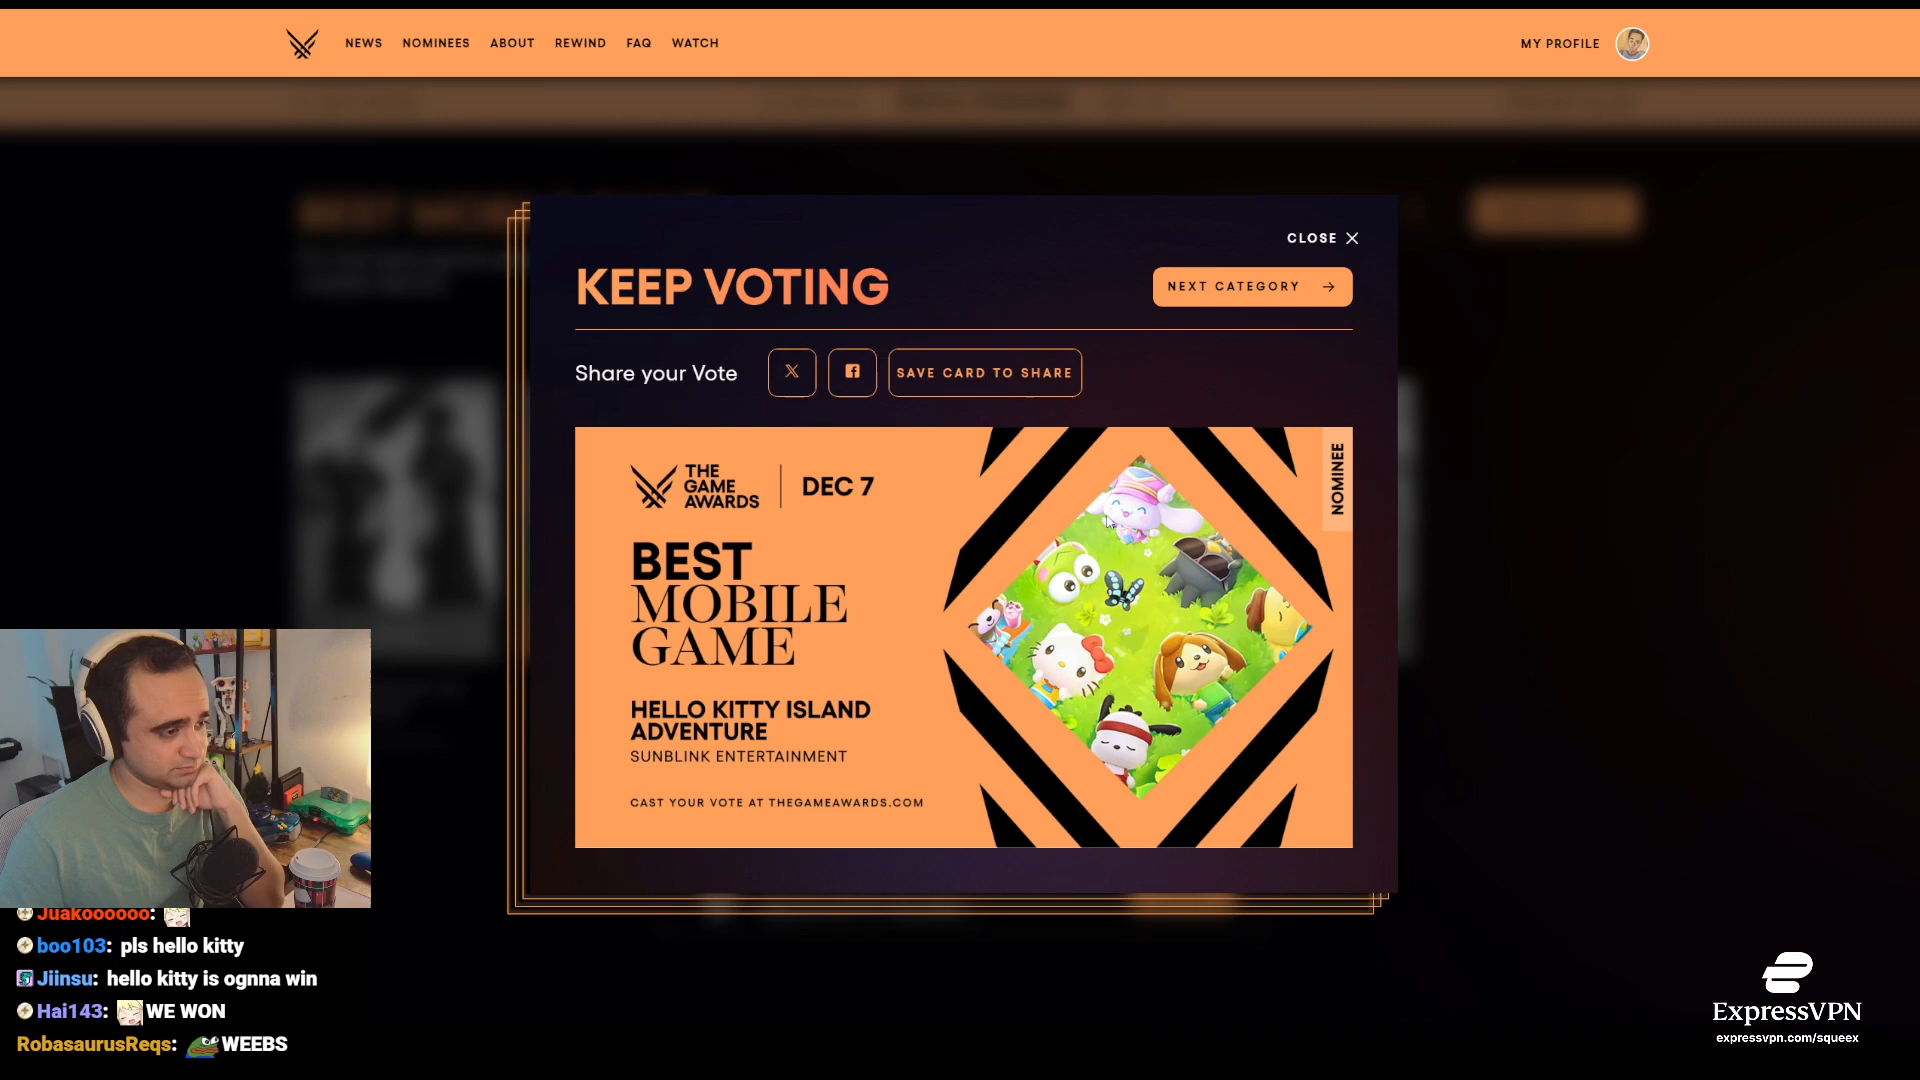 NEWS NOMINEES ABOUT REWIND FAQ WATCH
MY PROFILE
CLOSE
KEEP VOTING
NEXT CATEGORY →
Share your Vote
SAVE CARD TO SHARE
THE
GAME
AWARDS
DEC 7
NOMINEE
BEST
MOBILE
GAME
HELLO KITTY ISLAND
ADVENTURE
SUNBLINK ENTERTAINMENT
CAST YOUR VOTE AT THEGAMEAWARDS.COM
Juakoooooo:
boo103: pls hello kitty
Jiinsu: hello kitty is ognna win
Hai143: WE WON
RobasaurusReqs: WEEBS
ExpressVPN
expressvpn.com/squeex